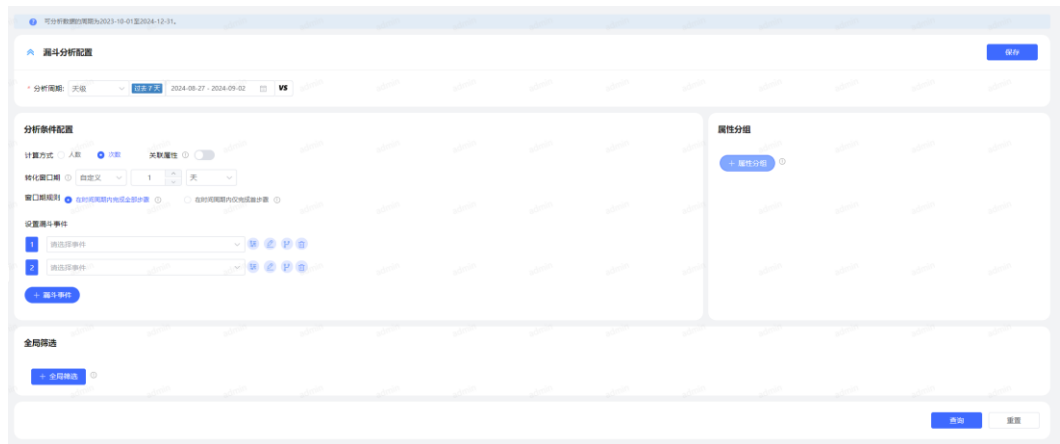 可分析数据的周期为2023-10-01至2024-12-31。
漏斗分析配置
保存
* 分析周期: 天级 过去7天 2024-08-27 - 2024-09-02 VS
分析条件配置
属性分组
计算方式 人数 次数 关联属性
+ 属性分组
转化窗口期 自定义 1 天
窗口期规则 在时间周期内完成全部步骤 在时间周期内仅完成首步骤
设置漏斗事件
1 请选择事件
2 请选择事件
+ 漏斗事件
全局筛选
+ 全局筛选
查询 重置
admin